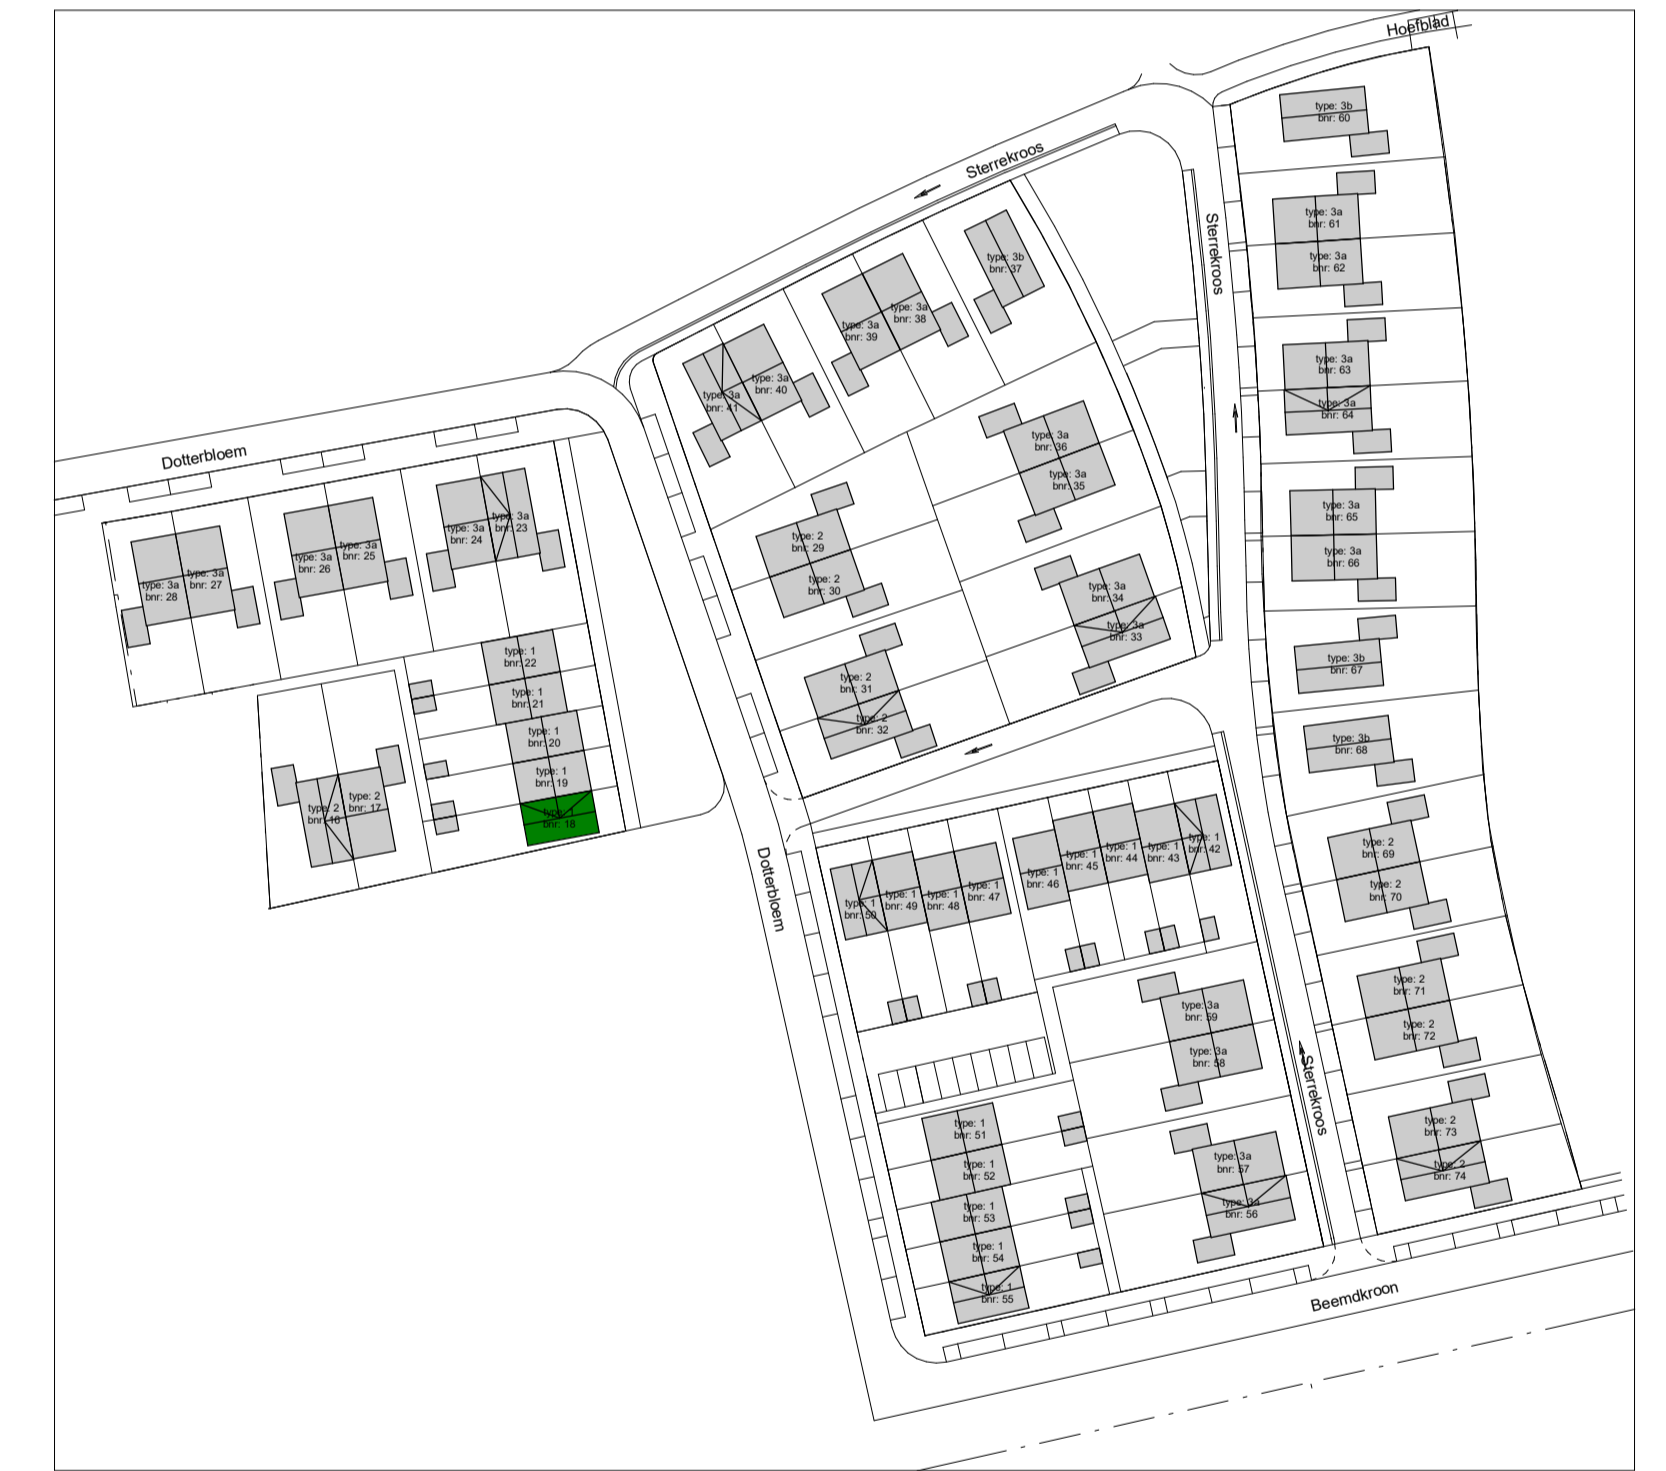 Hoefblad
type: 3b
bnr: 60
Sterrekroos
type: 3a
bnr: 61
type: 3a
bnr: 62
Sterrekroos
type: 3b
bnr: 37
type: 3a
bnr: 38
type: 3a
bnr: 39
type: 3a
bnr: 40
type: 3a
bnr: 41
type: 3a
bnr: 63
type: 3a
bnr: 64
Dotterbloem
type: 3a
bnr: 36
type: 3a
bnr: 35
type: 3a
bnr: 65
type: 3a
bnr: 66
type: 3a
bnr: 23
type: 3a
bnr: 24
type: 3a
bnr: 25
type: 3a
bnr: 26
type: 3a
bnr: 27
type: 3a
bnr: 28
type: 2
bnr: 29
type: 2
bnr: 30
type: 3a
bnr: 34
type: 3a
bnr: 33
type: 1
bnr: 22
type: 1
bnr: 21
type: 1
bnr: 20
type: 1
bnr: 19
type: 1
bnr: 18
type: 2
bnr: 31
type: 2
bnr: 32
type: 3b
bnr: 67
type: 3b
bnr: 68
type: 2
bnr: 17
type: 2
bnr: 16
Dotterbloem
type: 1
bnr: 42
type: 1
bnr: 43
type: 1
bnr: 44
type: 1
bnr: 45
type: 1
bnr: 46
type: 1
bnr: 47
type: 1
bnr: 48
type: 1
bnr: 49
type: 1
bnr: 50
type: 2
bnr: 69
type: 2
bnr: 70
type: 2
bnr: 71
type: 2
bnr: 72
type: 3a
bnr: 59
type: 3a
bnr: 58
Sterrekroos
type: 1
bnr: 51
type: 1
bnr: 52
type: 1
bnr: 53
type: 1
bnr: 54
type: 1
bnr: 55
type: 3a
bnr: 57
type: 3a
bnr: 56
type: 2
bnr: 73
type: 2
bnr: 74
Beemdkroon